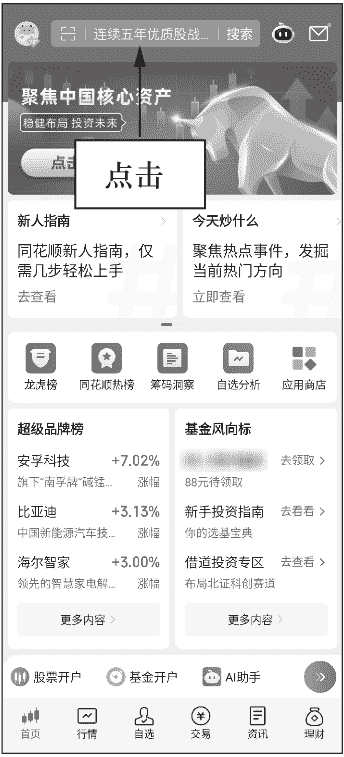 连续五年优质股战... 搜索
聚焦中国核心资产
稳健布局 投资未来
点击
新人指南
同花顺新人指南，仅
需几步轻松上手
去查看
今天炒什么
聚焦热点事件，发掘
当前热门方向
立即查看
龙虎榜 同花顺热榜 筹码洞察 自选分析 应用商店
超级品牌榜
安孚科技 +7.02%
旗下“南孚牌”碱锰... 涨幅
比亚迪 +3.13%
中国新能源汽车技... 涨幅
海尔智家 +3.00%
领先的智慧家电解... 涨幅
更多内容
基金风向标
去领取
88元待领取
新手投资指南 去看看
你的选基宝典
借道投资专区 去查看
布局北证科创赛道
更多内容
股票开户 基金开户 AI助手
首页 行情 自选 交易 资讯 理财